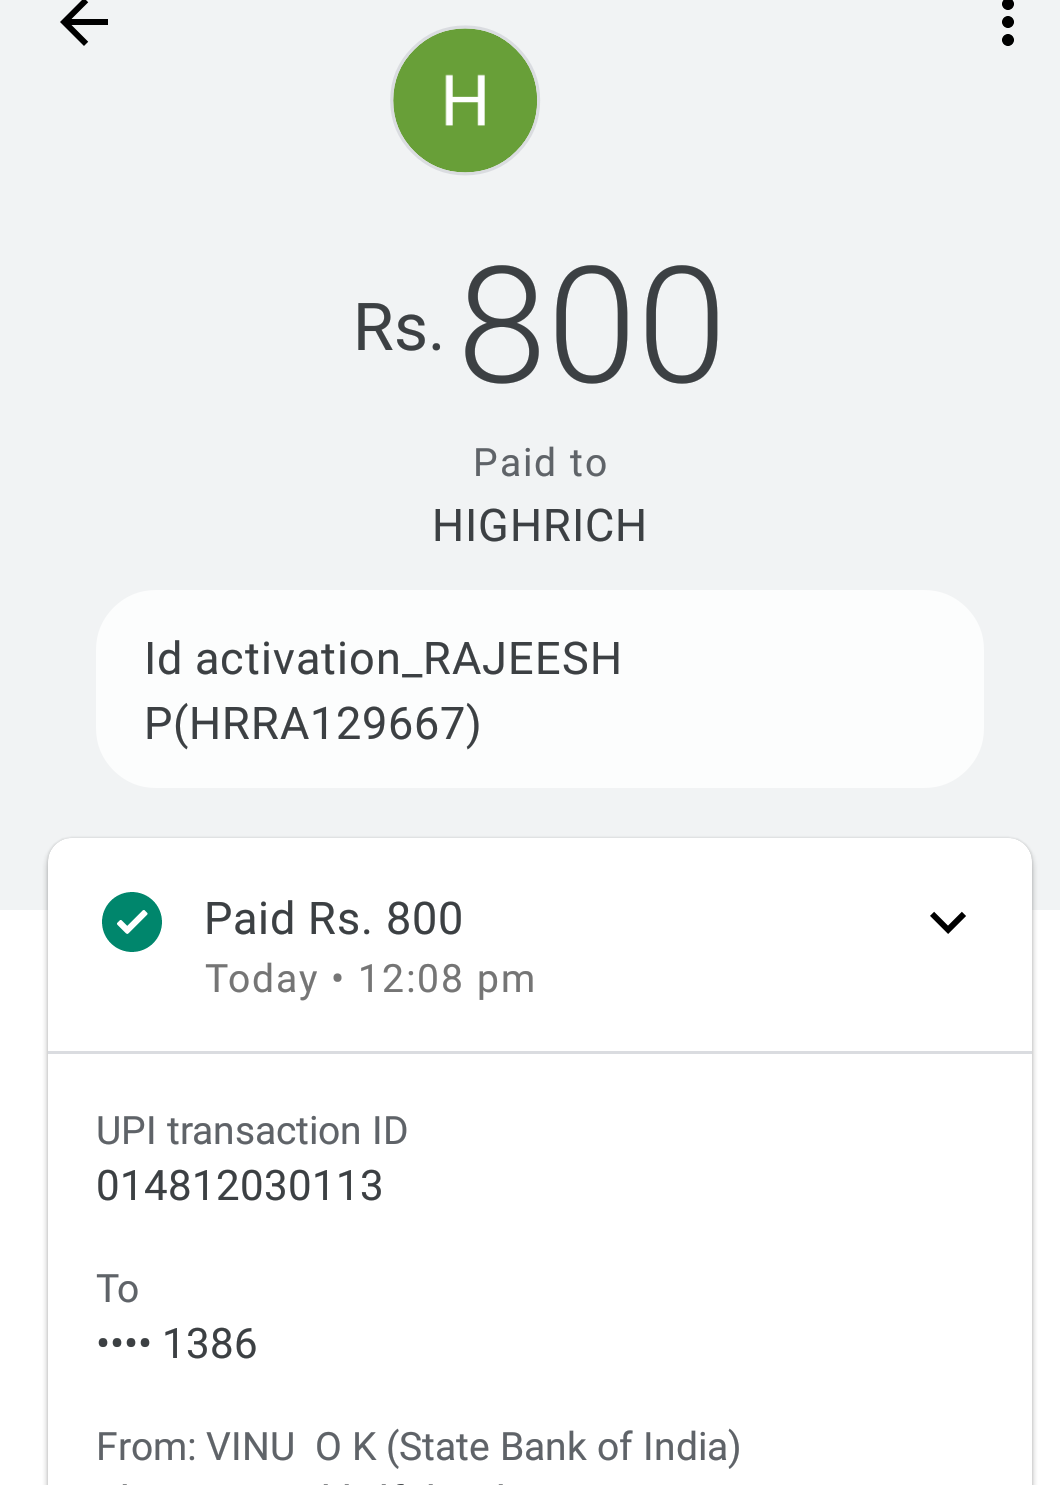 H
Rs. 800
Paid to
HIGHRICH
Id activation_RAJEESH
P(HRRA129667)
Paid Rs. 800
Today • 12:08 pm
UPI transaction ID
014812030113
To
•••• 1386
From: VINU  O K (State Bank of India)